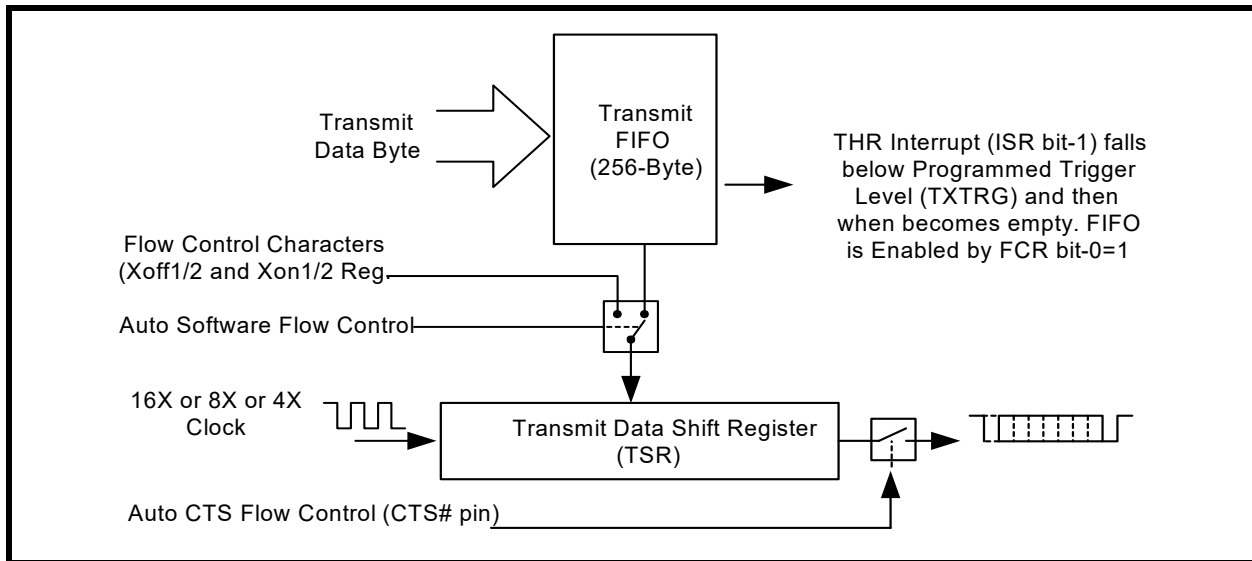 Transmit
Data Byte
Transmit
FIFO
(256-Byte)
THR Interrupt (ISR bit-1) falls
below Programmed Trigger
Level (TXTRG) and then
when becomes empty. FIFO
is Enabled by FCR bit-0=1
Flow Control Characters
(Xoff1/2 and Xon1/2 Reg.
Auto Software Flow Control
16X or 8X or 4X
Clock
Transmit Data Shift Register
(TSR)
Auto CTS Flow Control (CTS# pin)